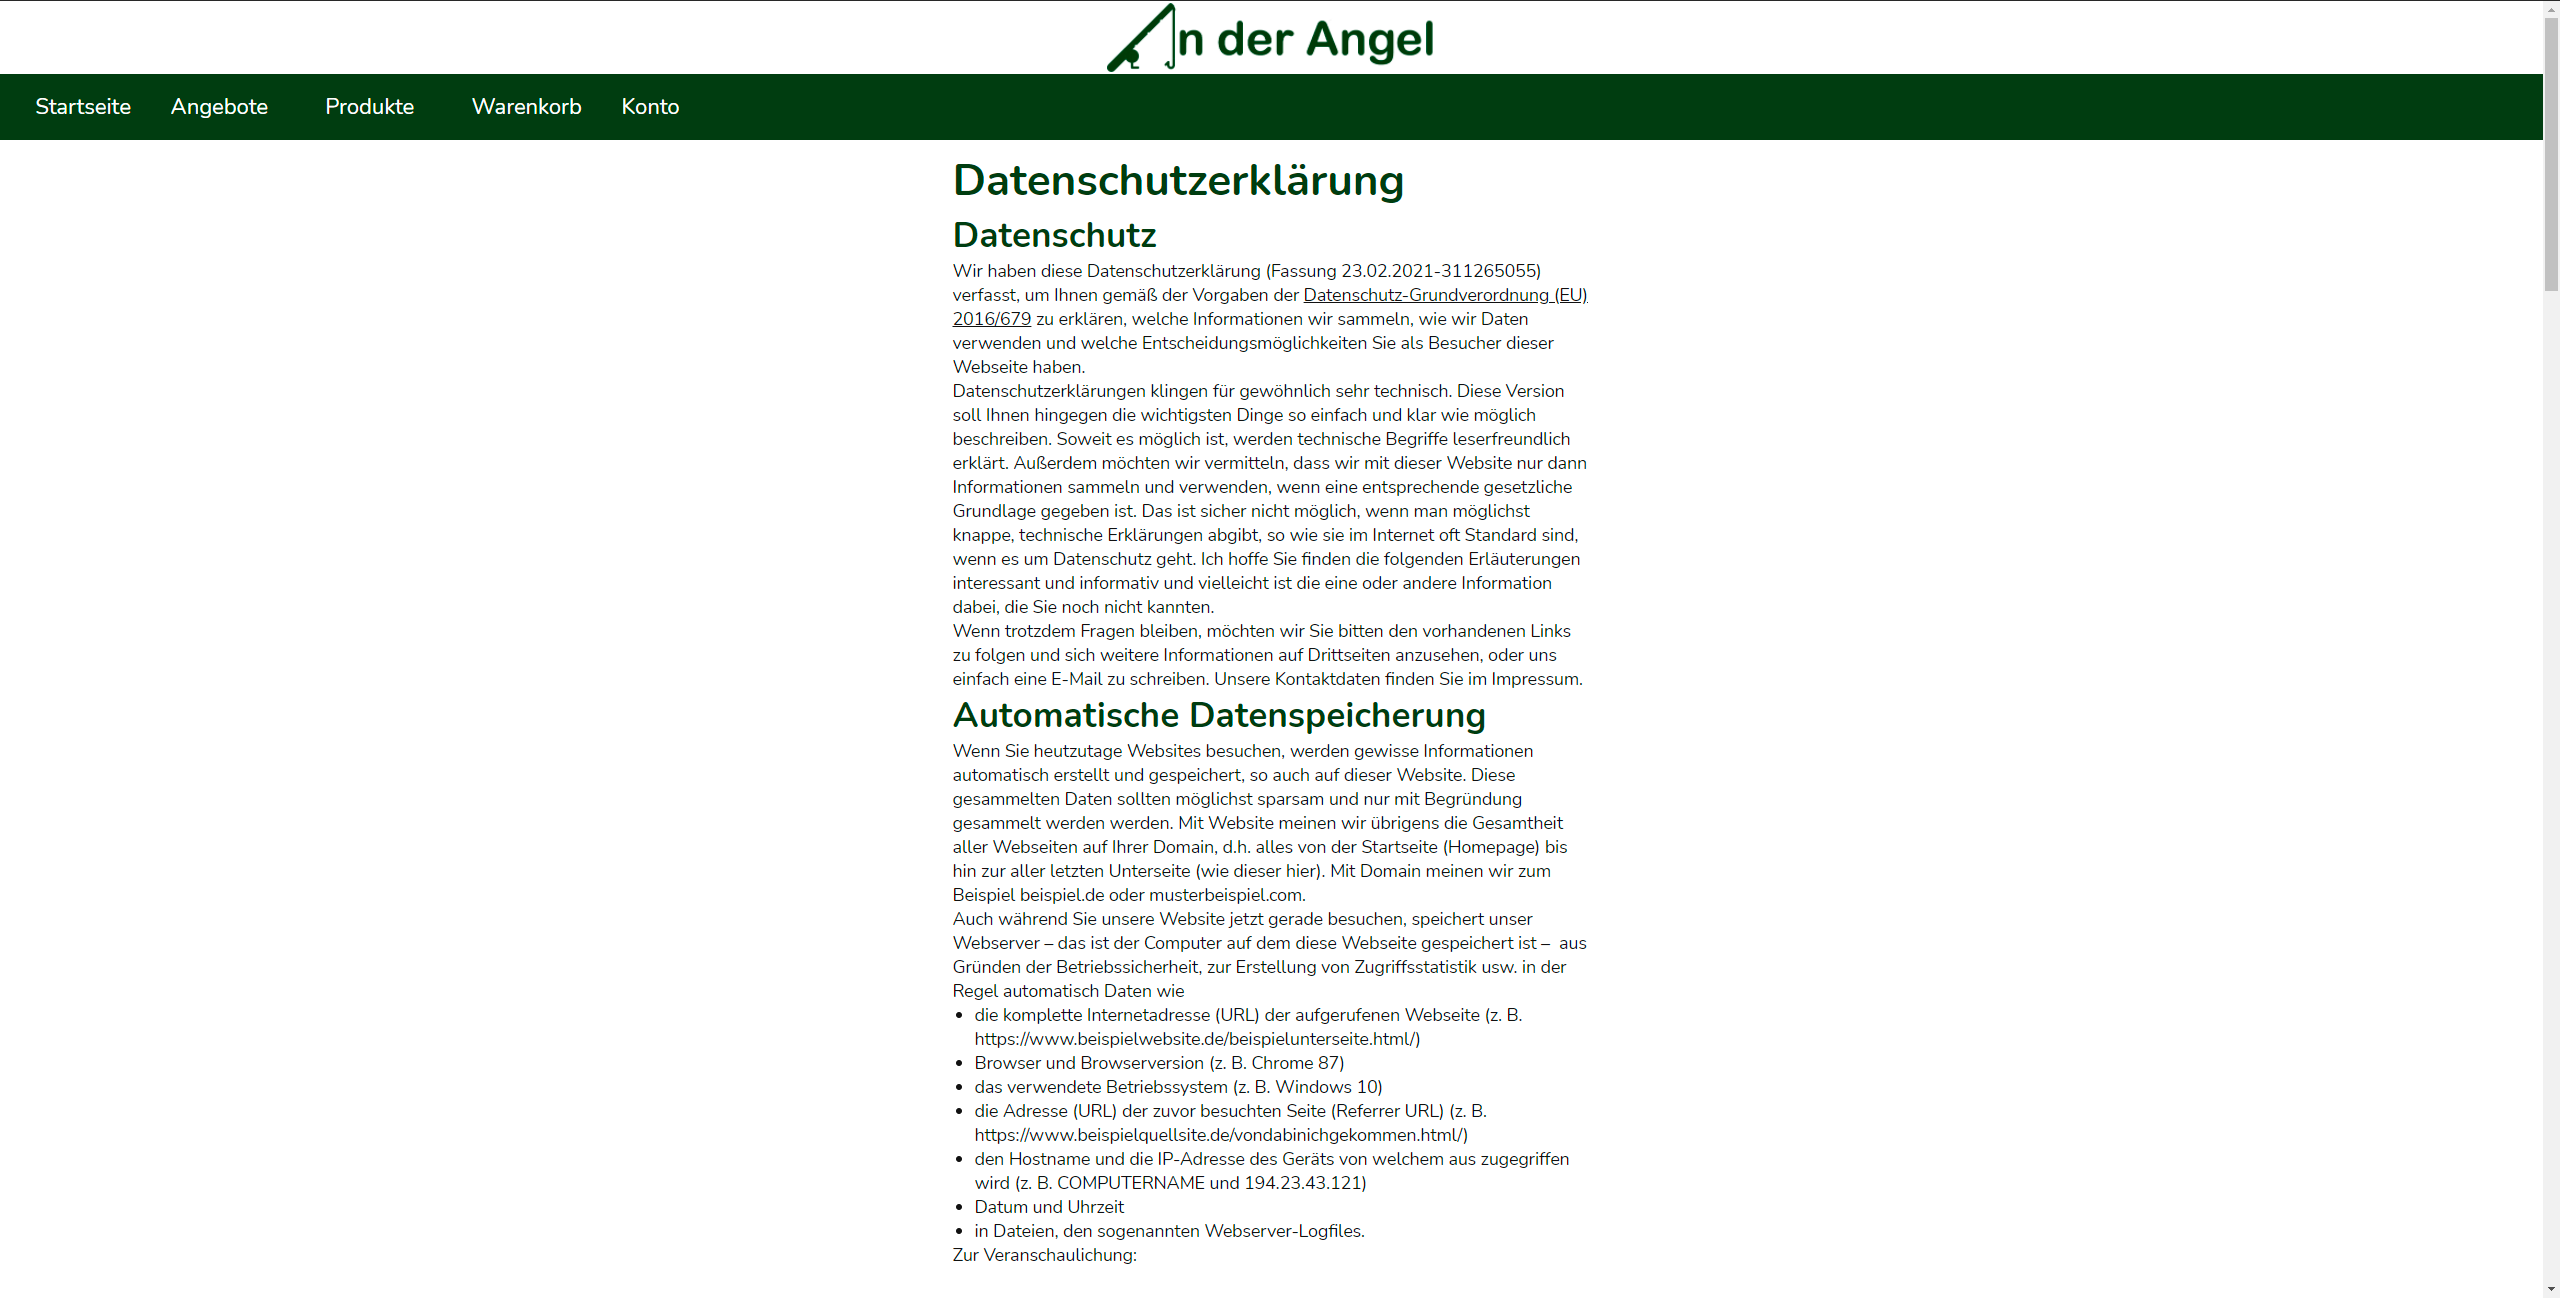 An der Angel
Startseite Angebote Produkte Warenkorb Konto
Datenschutzerklärung
Datenschutz
Wir haben diese Datenschutzerklärung (Fassung 23.02.2021-311265055)
verfasst, um Ihnen gemäß der Vorgaben der Datenschutz-Grundverordnung (EU)
2016/679 zu erklären, welche Informationen wir sammeln, wie wir Daten
verwenden und welche Entscheidungsmöglichkeiten Sie als Besucher dieser
Webseite haben.
Datenschutzerklärungen klingen für gewöhnlich sehr technisch. Diese Version
soll Ihnen hingegen die wichtigsten Dinge so einfach und klar wie möglich
beschreiben. Soweit es möglich ist, werden technische Begriffe leserfreundlich
erklärt. Außerdem möchten wir vermitteln, dass wir mit dieser Website nur dann
Informationen sammeln und verwenden, wenn eine entsprechende gesetzliche
Grundlage gegeben ist. Das ist sicher nicht möglich, wenn man möglichst
knappe, technische Erklärungen abgibt, so wie sie im Internet oft Standard sind,
wenn es um Datenschutz geht. Ich hoffe Sie finden die folgenden Erläuterungen
interessant und informativ und vielleicht ist die eine oder andere Information
dabei, die Sie noch nicht kannten.
Wenn trotzdem Fragen bleiben, möchten wir Sie bitten den vorhandenen Links
zu folgen und sich weitere Informationen auf Drittseiten anzusehen, oder uns
einfach eine E-Mail zu schreiben. Unsere Kontaktdaten finden Sie im Impressum.
Automatische Datenspeicherung
Wenn Sie heutzutage Websites besuchen, werden gewisse Informationen
automatisch erstellt und gespeichert, so auch auf dieser Website. Diese
gesammelten Daten sollten möglichst sparsam und nur mit Begründung
gesammelt werden werden. Mit Website meinen wir übrigens die Gesamtheit
aller Webseiten auf Ihrer Domain, d.h. alles von der Startseite (Homepage) bis
hin zur aller letzten Unterseite (wie dieser hier). Mit Domain meinen wir zum
Beispiel beispiel.de oder musterbeispiel.com.
Auch während Sie unsere Website jetzt gerade besuchen, speichert unser
Webserver – das ist der Computer auf dem diese Webseite gespeichert ist –  aus
Gründen der Betriebssicherheit, zur Erstellung von Zugriffsstatistik usw. in der
Regel automatisch Daten wie
• die komplette Internetadresse (URL) der aufgerufenen Webseite (z. B.
https://www.beispielwebsite.de/beispielunterseite.html/)
• Browser und Browserversion (z. B. Chrome 87)
• das verwendete Betriebssystem (z. B. Windows 10)
• die Adresse (URL) der zuvor besuchten Seite (Referrer URL) (z. B.
https://www.beispielquellsite.de/vondabinichgekommen.html/)
• den Hostname und die IP-Adresse des Geräts von welchem aus zugegriffen
wird (z. B. COMPUTERNAME und 194.23.43.121)
• Datum und Uhrzeit
• in Dateien, den sogenannten Webserver-Logfiles.
Zur Veranschaulichung: